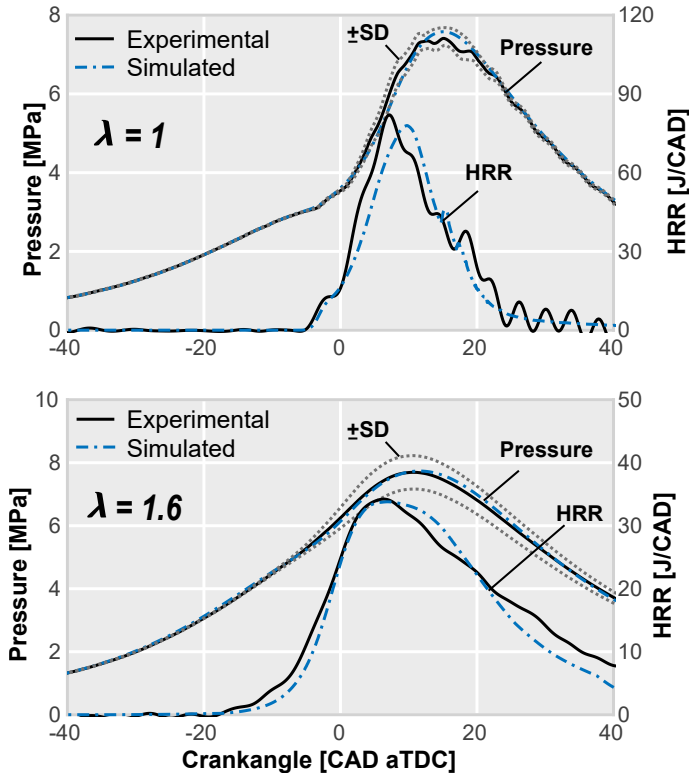 8
120
Experimental
Simulated
±SD
Pressure
6
90
λ = 1
Pressure [MPa]
4
60
HRR [J/CAD]
HRR
2
30
0
0
-40
-20
0
20
40
10
50
Experimental
Simulated
±SD
Pressure
8
40
λ = 1.6
HRR
6
30
Pressure [MPa]
HRR [J/CAD]
4
20
2
10
0
0
-40
-20
0
20
40
Crankangle [CAD aTDC]